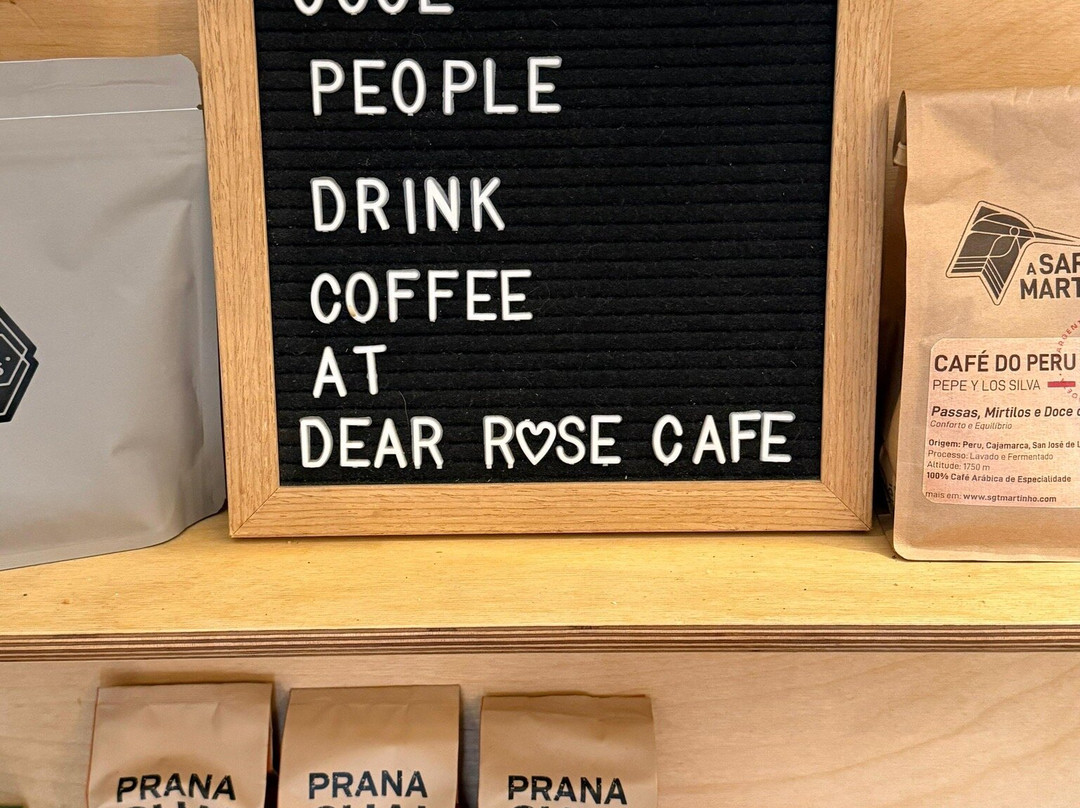 PEOPLE
DRINK
COFFEE
AT
DEAR R♡SE CAFE
A
MART
CAFÉ DO PERU
PEPE Y LOS SILVA
Passas, Mirtilos e Doce
Conforto e Equilíbrio
Origem: Peru, Cajamarca, San José de L
Processo: Lavado e Fermentado
Altitude: 1750 m
100% Café Arábica de Especialidade
mais em: www.sgtmartinho.com
PRANA
PRANA
PRANA